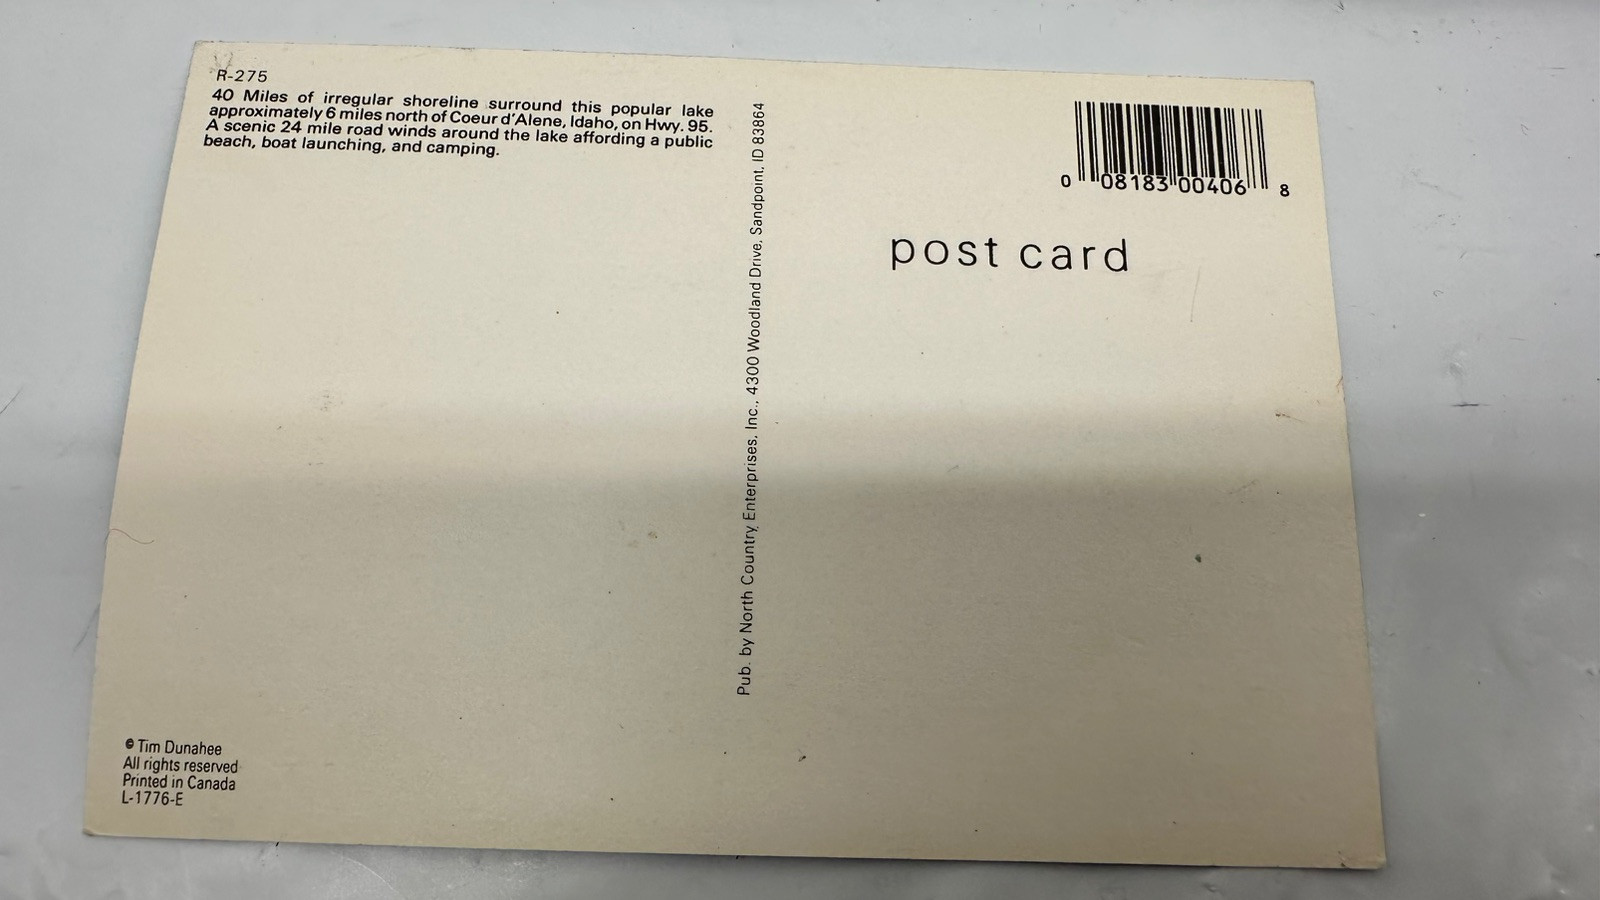 R-275
40 Miles of irregular shoreline surround this popular lake
approximately 6 miles north of Coeur d'Alene, Idaho, on Hwy. 95.
A scenic 24 mile road winds around the lake affording a public
beach, boat launching, and camping.
Pub. by North Country Enterprises, Inc., 4300 Woodland Drive, Sandpoint, ID 83864
0 08183 00406 8
post card
© Tim Dunahee
All rights reserved
Printed in Canada
L-1776-E